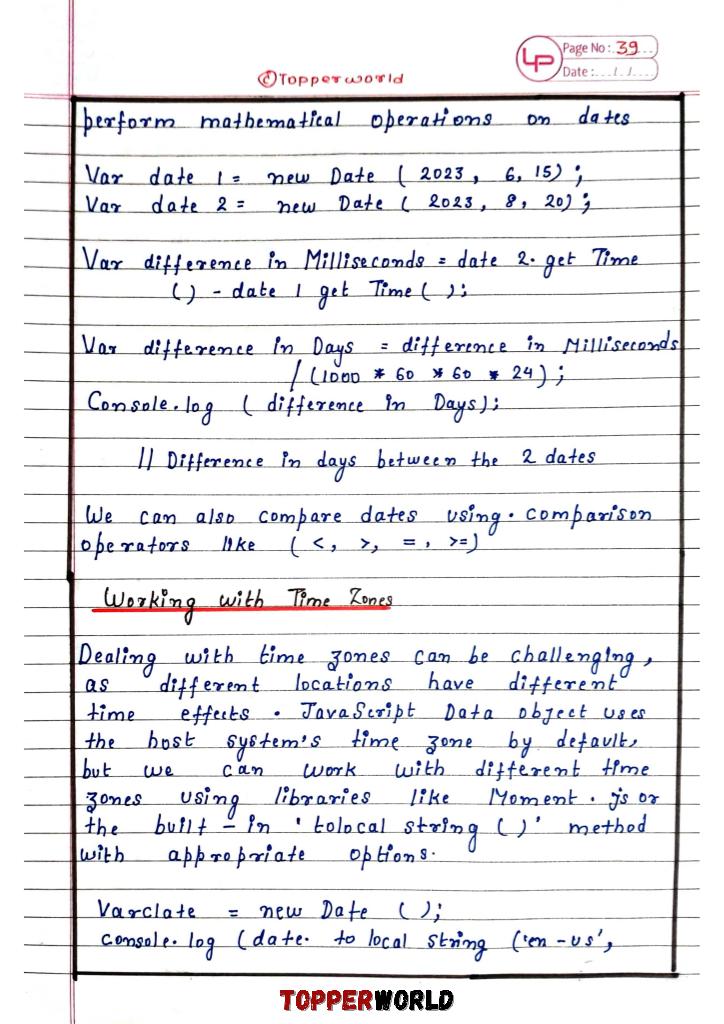 ©Topperworld
LP
Page No: 39
Date: / /
perform mathematical operations on dates
Var date 1 = new Date ( 2023 , 6, 15) ;
Var date 2 = new Date ( 2023 , 8, 20) ;
Var difference in Milliseconds = date 2. get Time
() - date 1 get Time ( );
Var difference in Days = difference in Milliseconds
/ (1000 * 60 * 60 * 24) ;
Console.log ( difference in Days);
// Difference in days between the 2 dates
We can also compare dates using. comparison
operators like ( <, >, =, >=)
Working with Time Zones
Dealing with time zones can be challenging,
as different locations have different
time effects. JavaScript Data object uses
the host system's time zone by default,
but we can work with different time
zones using libraries like Moment. js or
the built - in 'tolocal string ( )' method
with appropriate options.
Varclate = new Date ( );
console.log (date. to local string ('en-us',
TOPPERWORLD